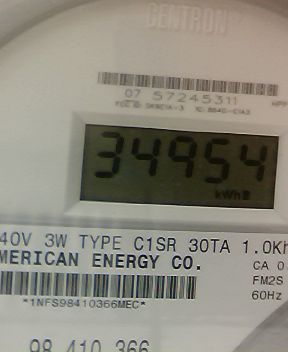 CENTRON
07 57245311
34954
kWh
40V 3W TYPE C1SR 30TA 1.0Kh
MERICAN ENERGY CO.
CA 0.
FM2S
*1NFS98410366MEC*
60Hz
98 410 366